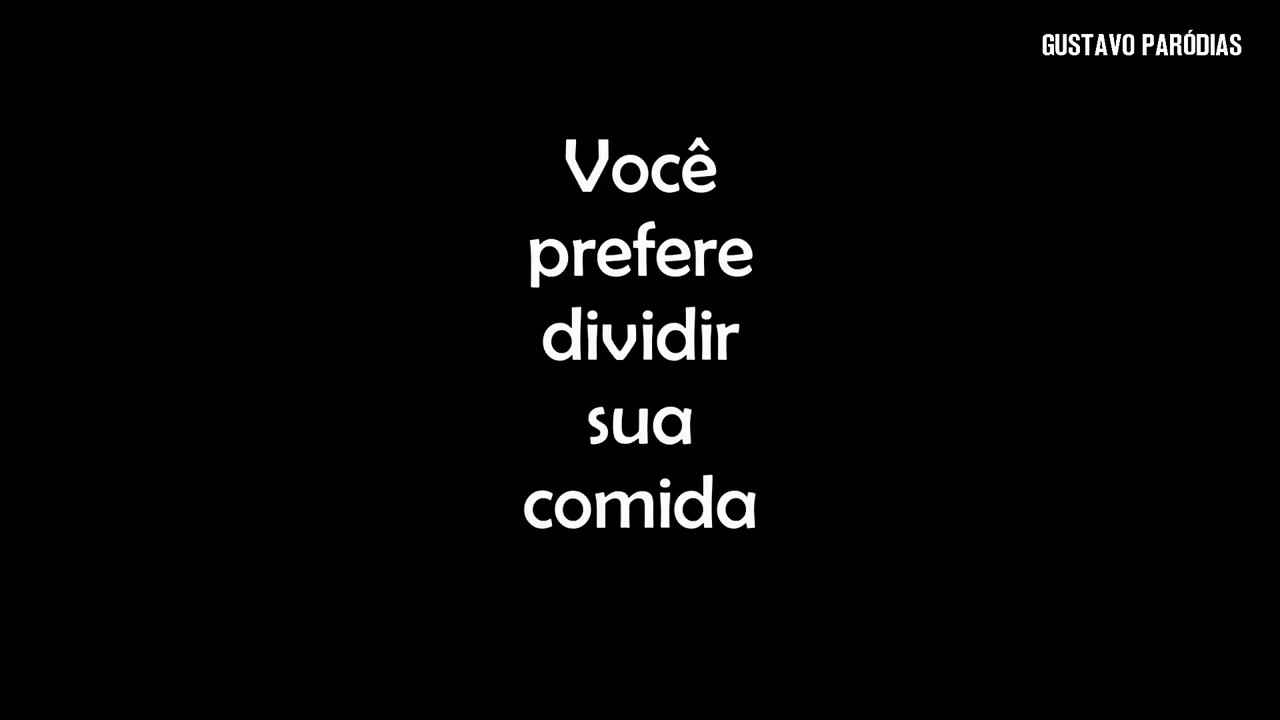 GUSTAVO PARÓDIAS
Você
prefere
dividir
sua
comida